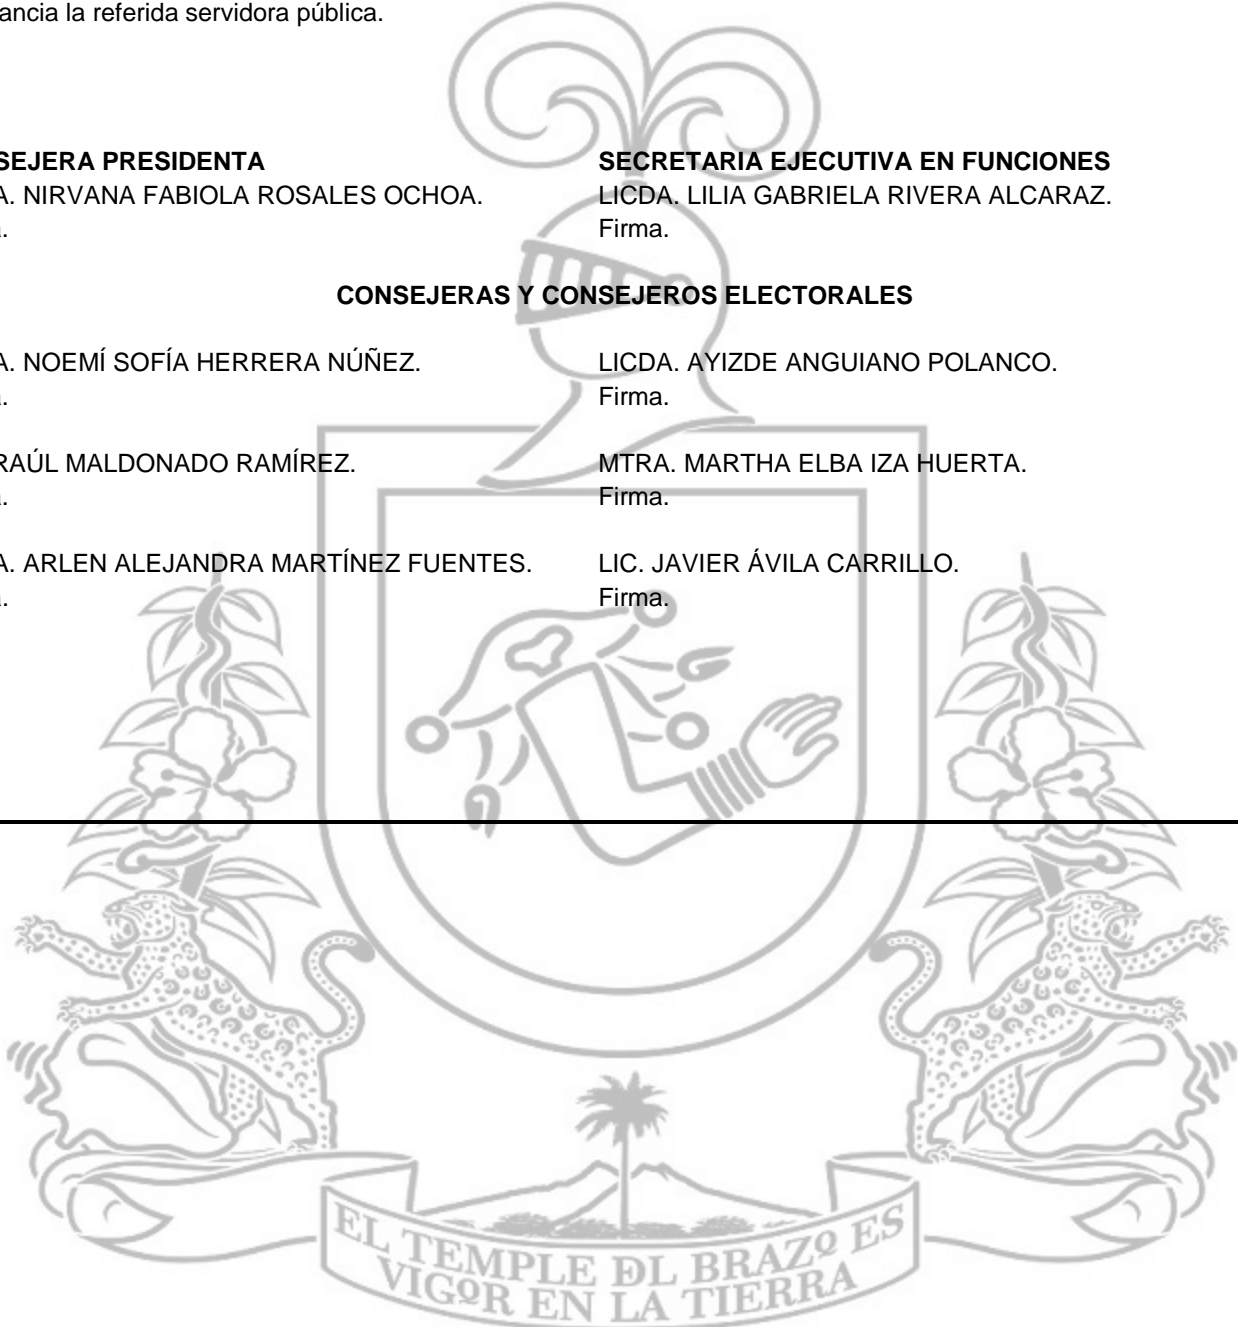 ancia la referida servidora pública.
SEJERA PRESIDENTA
A. NIRVANA FABIOLA ROSALES OCHOA.
a.
SECRETARIA EJECUTIVA EN FUNCIONES
LICDA. LILIA GABRIELA RIVERA ALCARAZ.
Firma.
CONSEJERAS Y CONSEJEROS ELECTORALES
A. NOEMÍ SOFÍA HERRERA NÚÑEZ.
a.
LICDA. AYIZDE ANGUIANO POLANCO.
Firma.
RAÚL MALDONADO RAMÍREZ.
a.
MTRA. MARTHA ELBA IZA HUERTA.
Firma.
A. ARLEN ALEJANDRA MARTÍNEZ FUENTES.
a.
LIC. JAVIER ÁVILA CARRILLO.
Firma.
EL TEMPLE DL BRAZº ES
VIGºR EN LA TIERRA